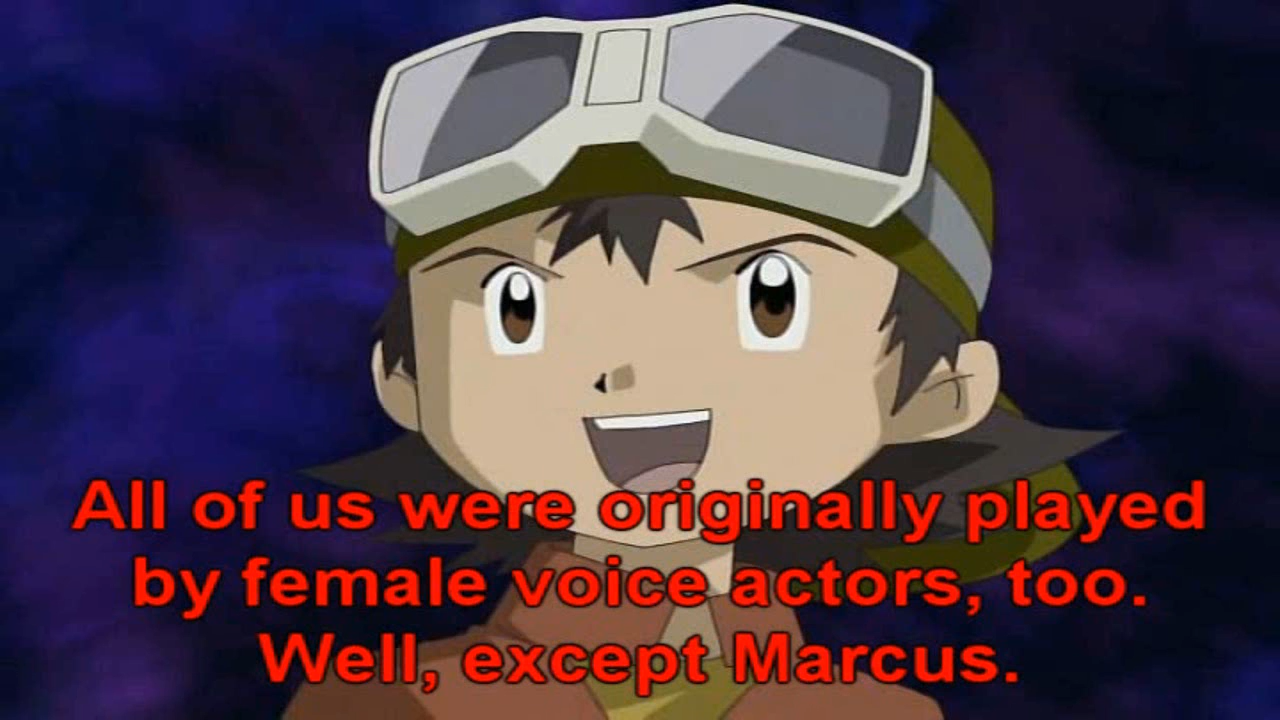 All of us were originally played
by female voice actors, too.
Well, except Marcus.